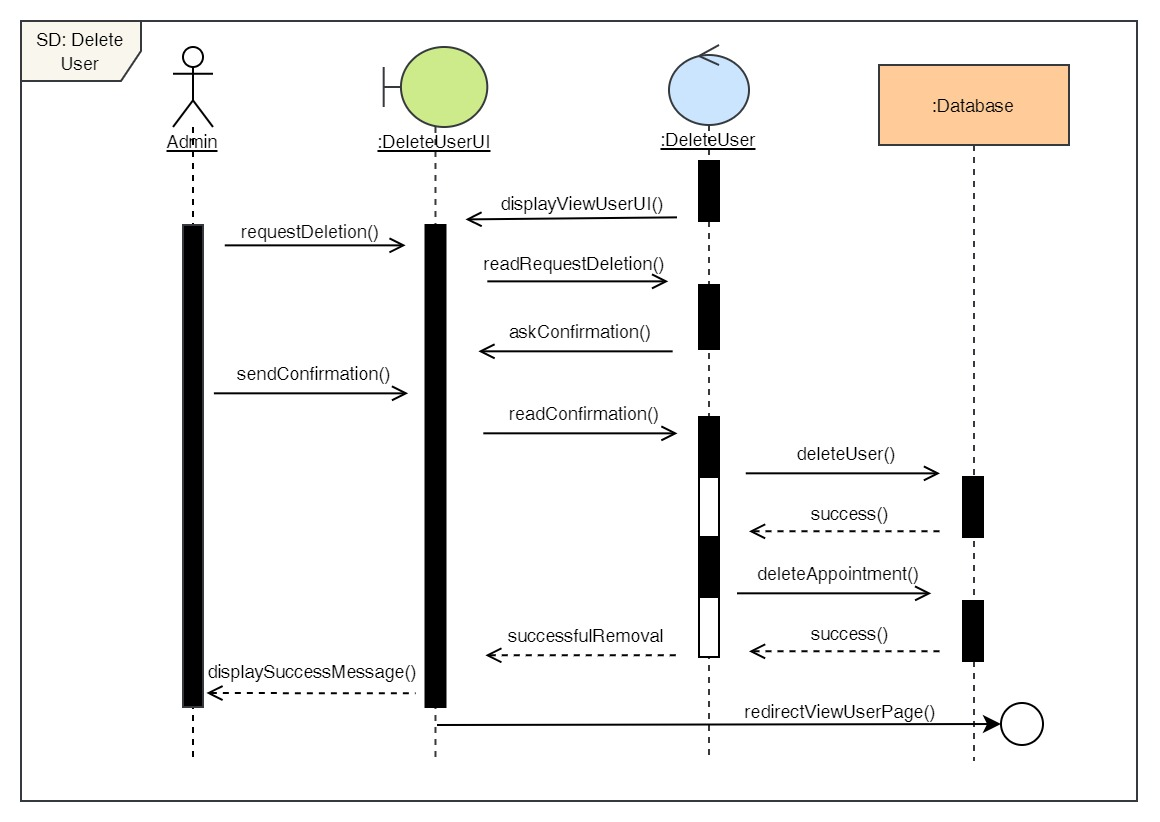 SD: Delete
User
Admin
:DeleteUserUI
:DeleteUser
:Database
displayViewUserUI()
requestDeletion()
readRequestDeletion()
askConfirmation()
sendConfirmation()
readConfirmation()
deleteUser()
success()
deleteAppointment()
success()
successfulRemoval
displaySuccessMessage()
redirectViewUserPage()